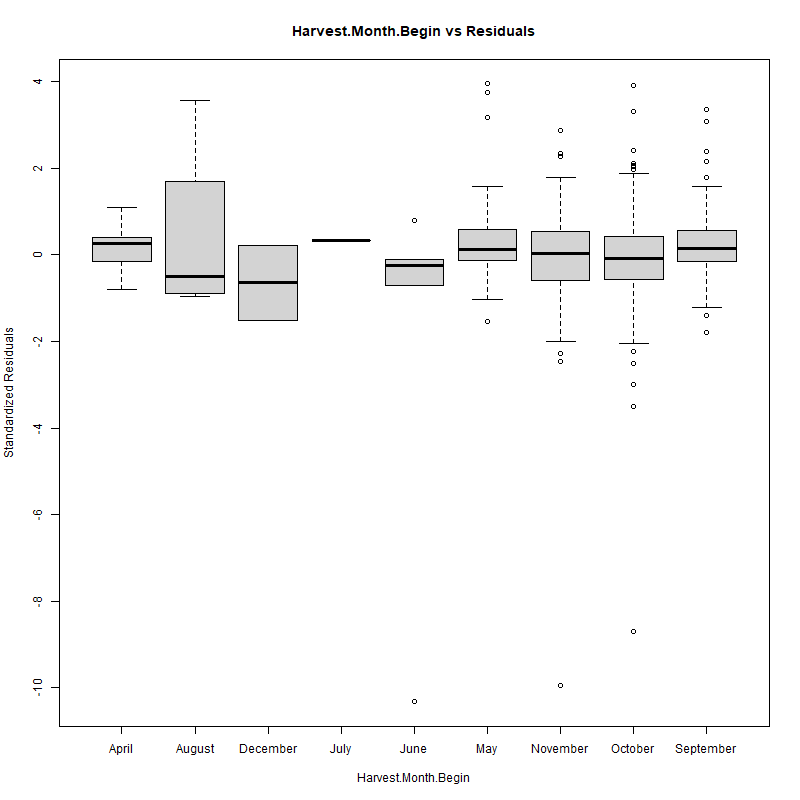 Harvest.Month.Begin vs Residuals
4
2
0
-2
-4
-6
-8
-10
Standardized Residuals
April August December July June May November October September
Harvest.Month.Begin